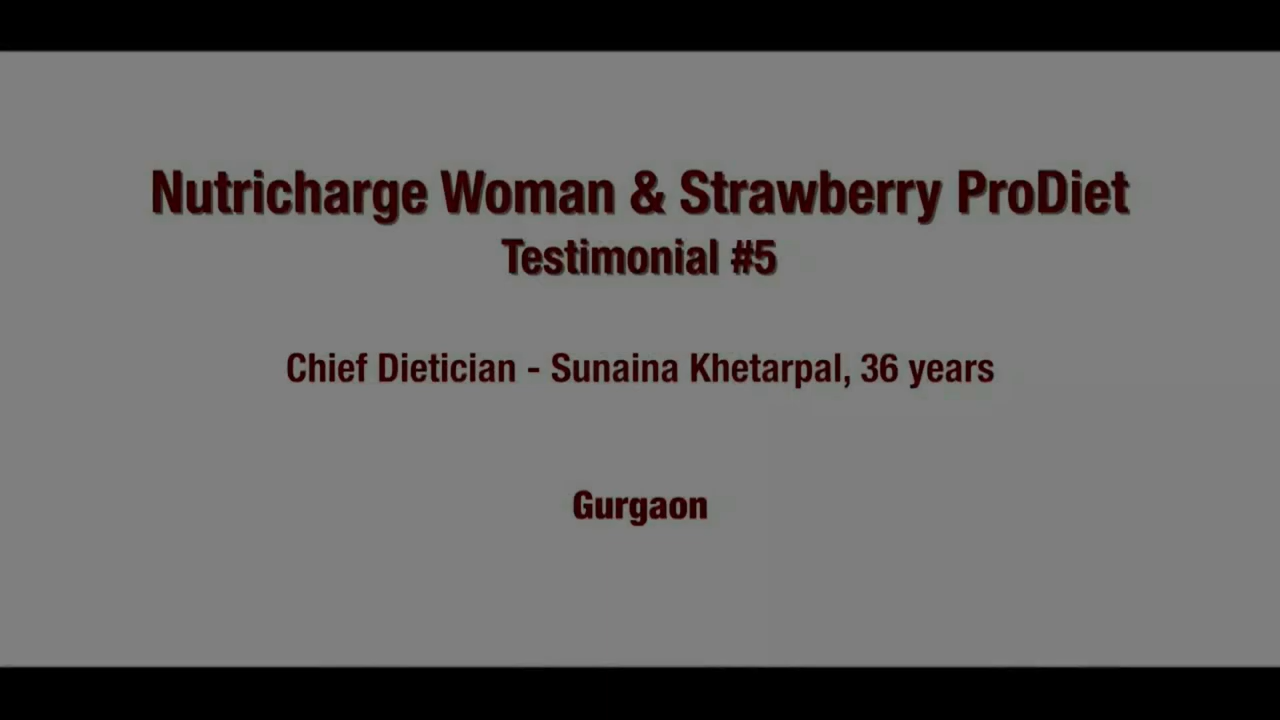 Nutricharge Woman & Strawberry ProDiet
Testimonial #5
Chief Dietician - Sunaina Khetarpal, 36 years
Gurgaon